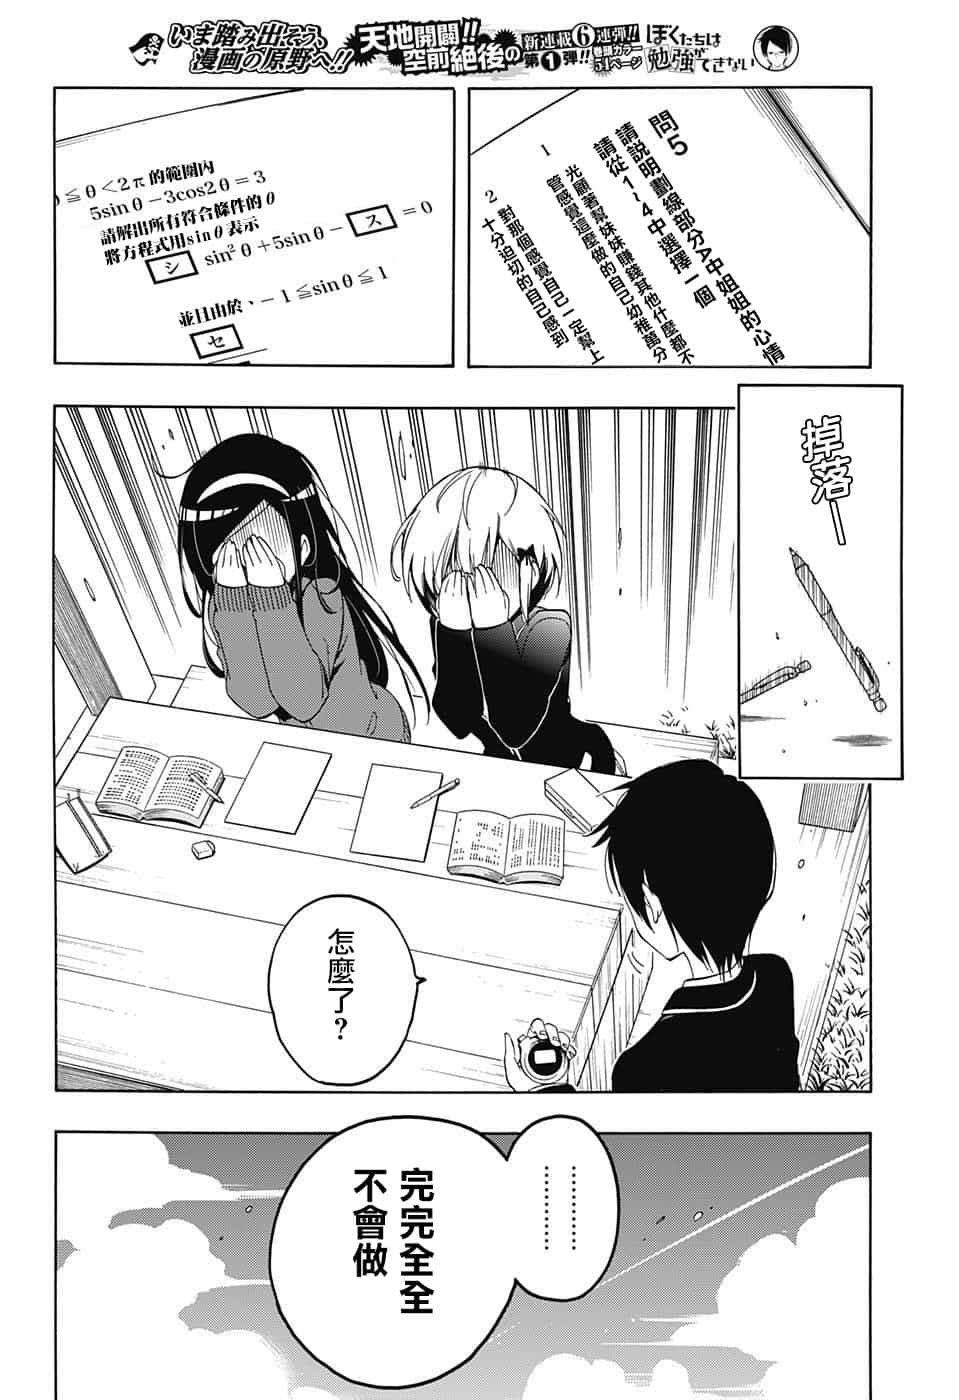 いま踏み出そう、
漫画の原野へ!!
天地開闢!!
空前絶後の
新連載6連弾!!
第1弾!!
巻頭カラー
54ページ
ぼくたちは
勉強ができない
問5
請說明劃線部分A中姐姐的心情
請從1~4中選擇一個
1
光顧著幫妹妹賺錢其他什麼都不
管感覺這麼做的自己幼稚萬分
2
對那個感覺自己一定幫上
十分迫切的自己感到
≦θ<2π的範圍內
5sinθ-3cos2θ=3
請解出所有符合條件的θ
將方程式用sinθ表示
シ sin²θ+5sinθ- ス =0
並且由於、-1≦sinθ≦1
セ
掉落ー
怎麼了?
…………
完完全全
不會做